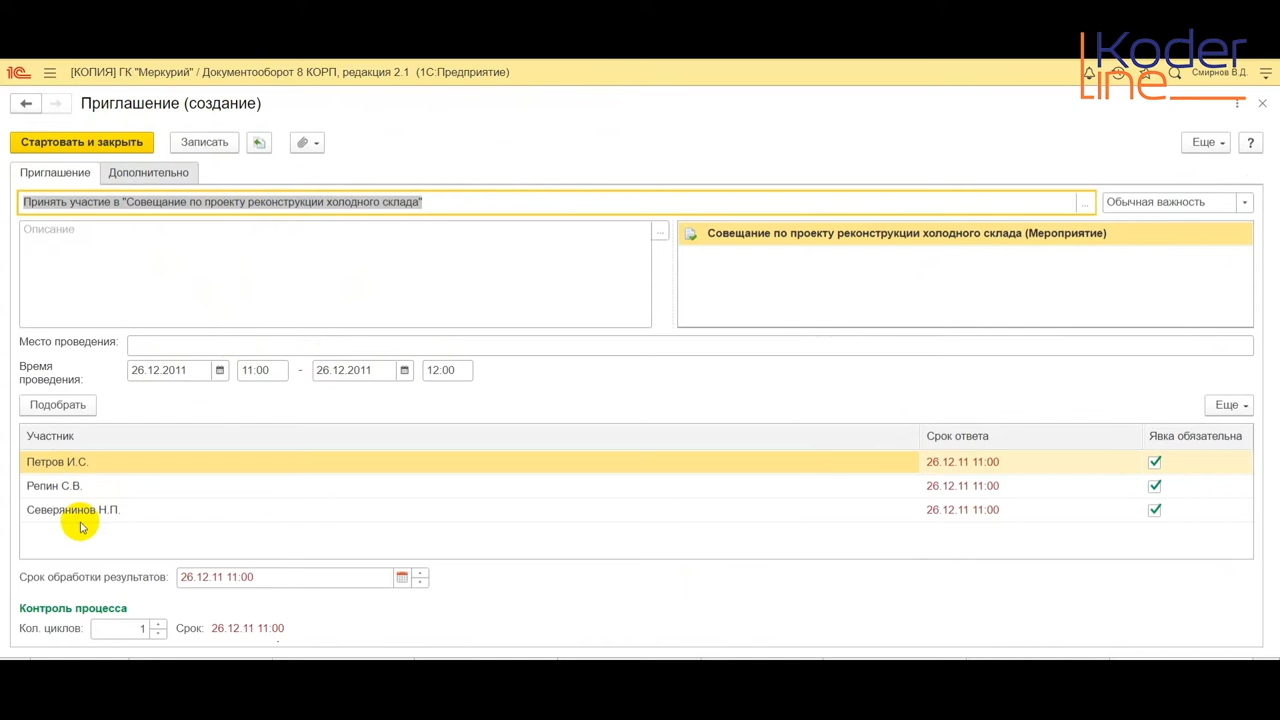 Koder
line
1С [КОПИЯ] ГК "Меркурий" / Документооборот 8 КОРП, редакция 2.1 (1С:Предприятие) Смирнов В.Д.
Приглашение (создание)
Стартовать и закрыть Записать Еще ?
Приглашение Дополнительно
Принять участие в "Совещание по проекту реконструкции холодного склада" ... Обычная важность
Описание ... Совещание по проекту реконструкции холодного склада (Мероприятие)
Место проведения:
Время проведения: 26.12.2011 11:00 - 26.12.2011 12:00
Подобрать Еще
Участник Срок ответа Явка обязательна
Петров И.С. 26.12.11 11:00
Репин С.В. 26.12.11 11:00
Северянинов Н.П. 26.12.11 11:00
Срок обработки результатов: 26.12.11 11:00
Контроль процесса
Кол. циклов: 1 Срок: 26.12.11 11:00